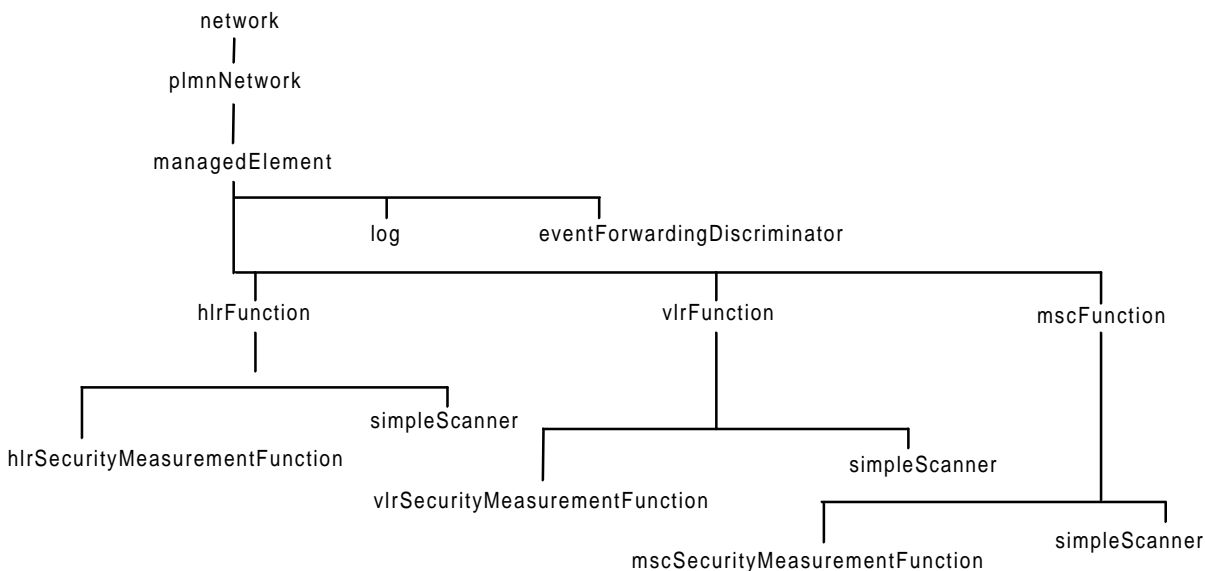 network
plmnNetwork
managedElement
log
eventForwardingDiscriminator
hlrFunction
vlrFunction
mscFunction
simpleScanner
hlrSecurityMeasurementFunction
simpleScanner
vlrSecurityMeasurementFunction
simpleScanner
mscSecurityMeasurementFunction